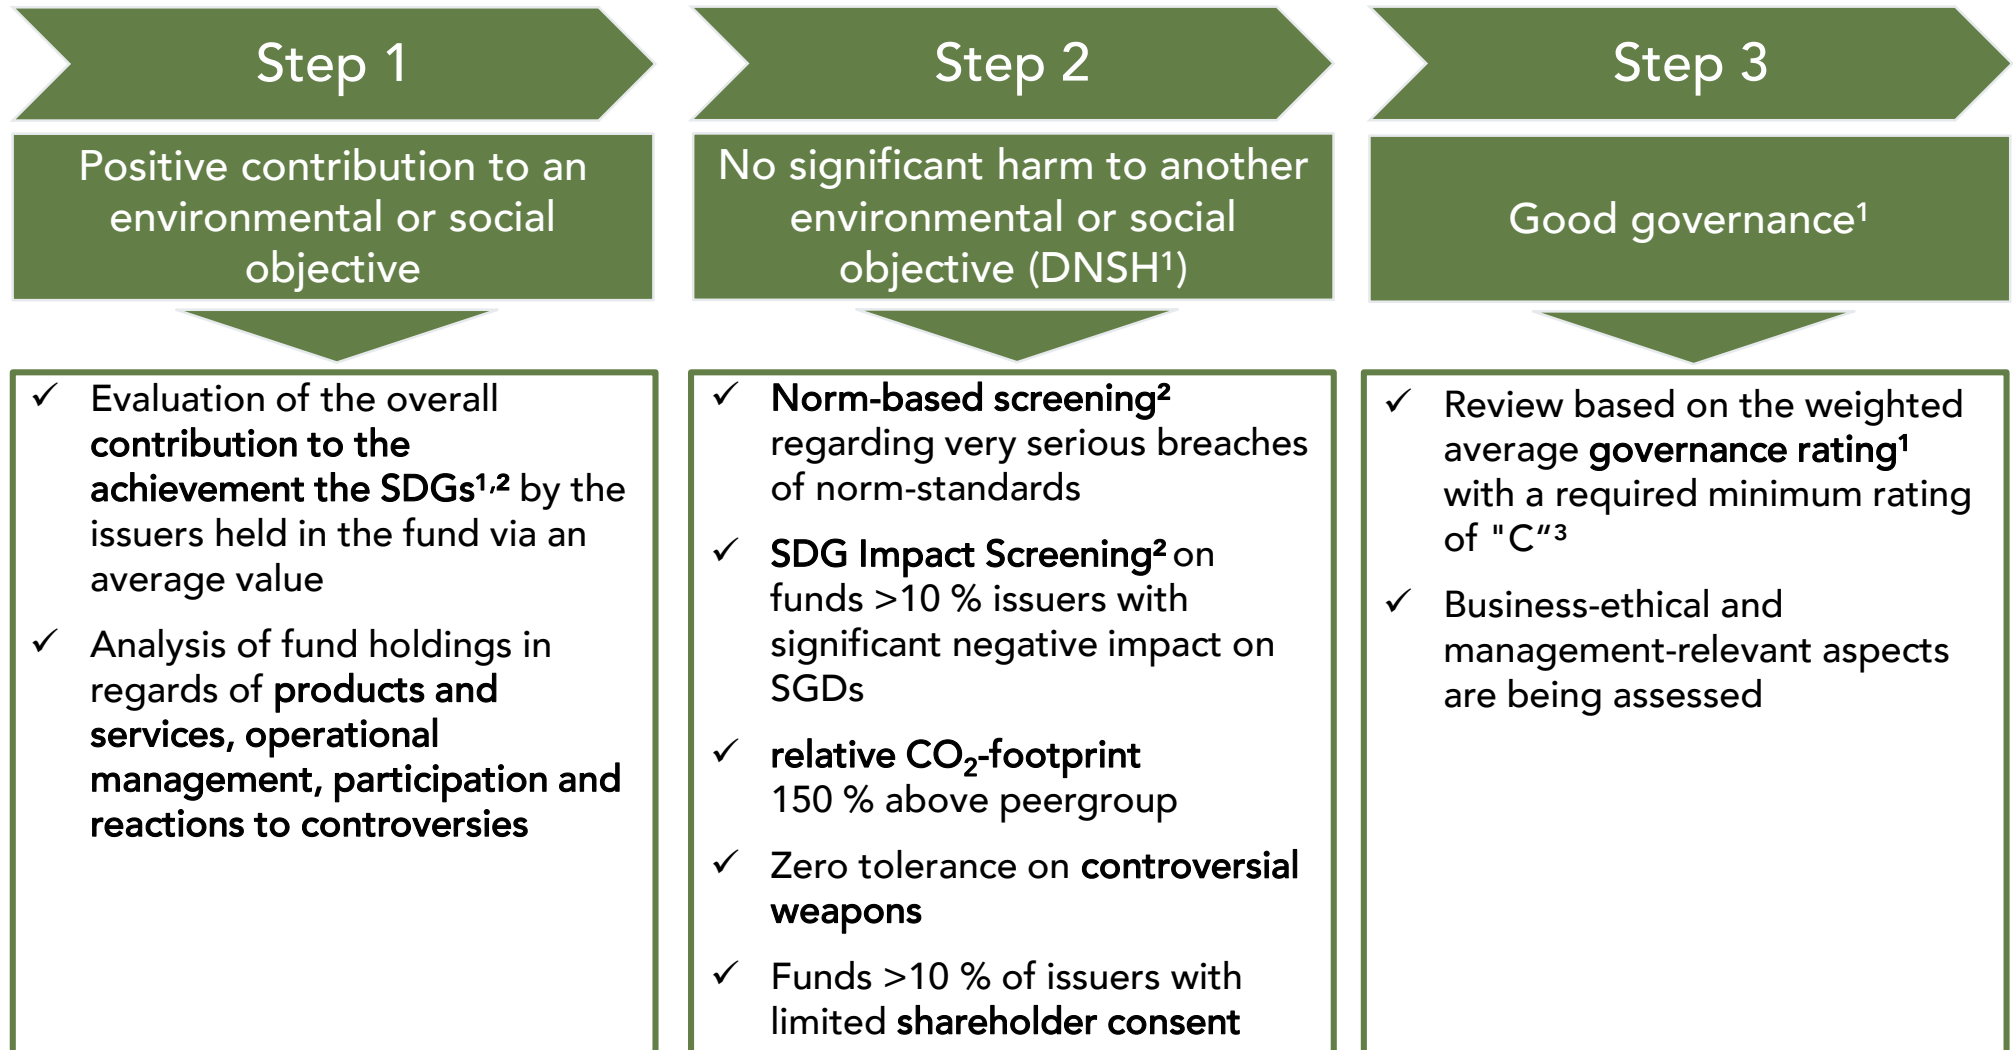 Step 1
Positive contribution to an
environmental or social
objective
✓ Evaluation of the overall
contribution to the
achievement the SDGs¹,² by the
issuers held in the fund via an
average value
✓ Analysis of fund holdings in
regards of products and
services, operational
management, participation and
reactions to controversies
Step 2
No significant harm to another
environmental or social
objective (DNSH¹)
✓ Norm-based screening²
regarding very serious breaches
of norm-standards
✓ SDG Impact Screening² on
funds >10 % issuers with
significant negative impact on
SGDs
✓ relative CO₂-footprint
150 % above peergroup
✓ Zero tolerance on controversial
weapons
✓ Funds >10 % of issuers with
limited shareholder consent
Step 3
Good governance¹
✓ Review based on the weighted
average governance rating¹
with a required minimum rating
of "C“³
✓ Business-ethical and
management-relevant aspects
are being assessed